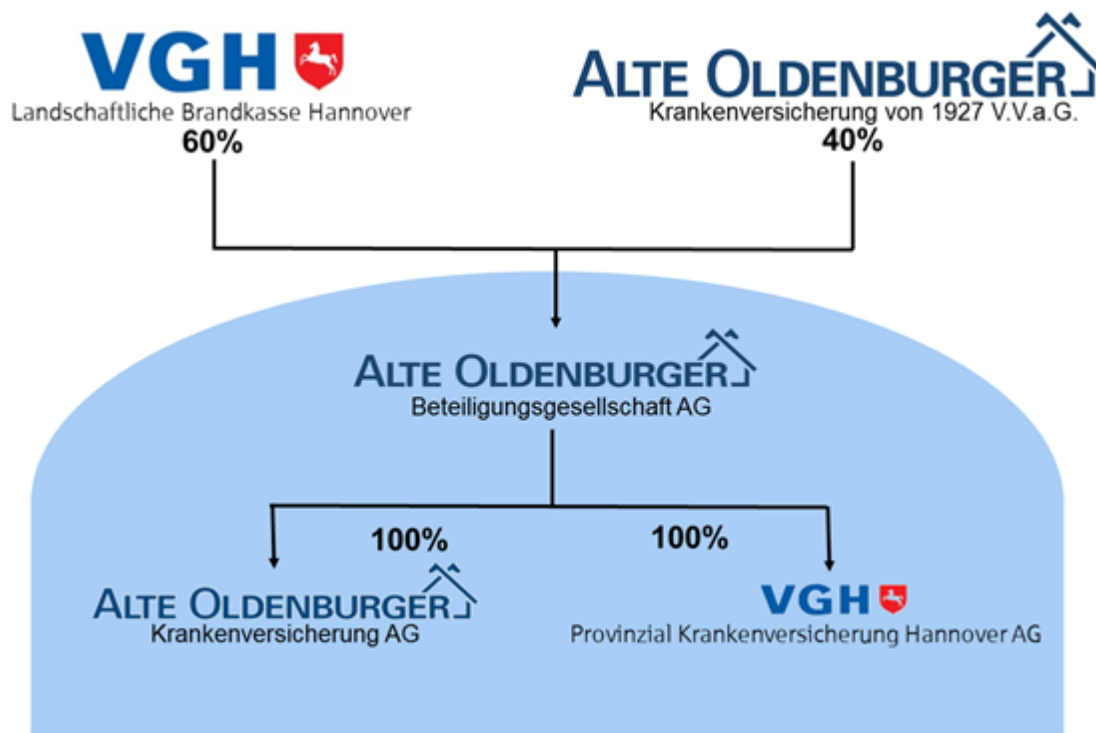 VGH
Landschaftliche Brandkasse Hannover
60%
ALTE OLDENBURGER
Krankenversicherung von 1927 V.V.a.G.
40%
ALTE OLDENBURGER
Beteiligungsgesellschaft AG
100%
100%
ALTE OLDENBURGER
Krankenversicherung AG
VGH
Provinzial Krankenversicherung Hannover AG